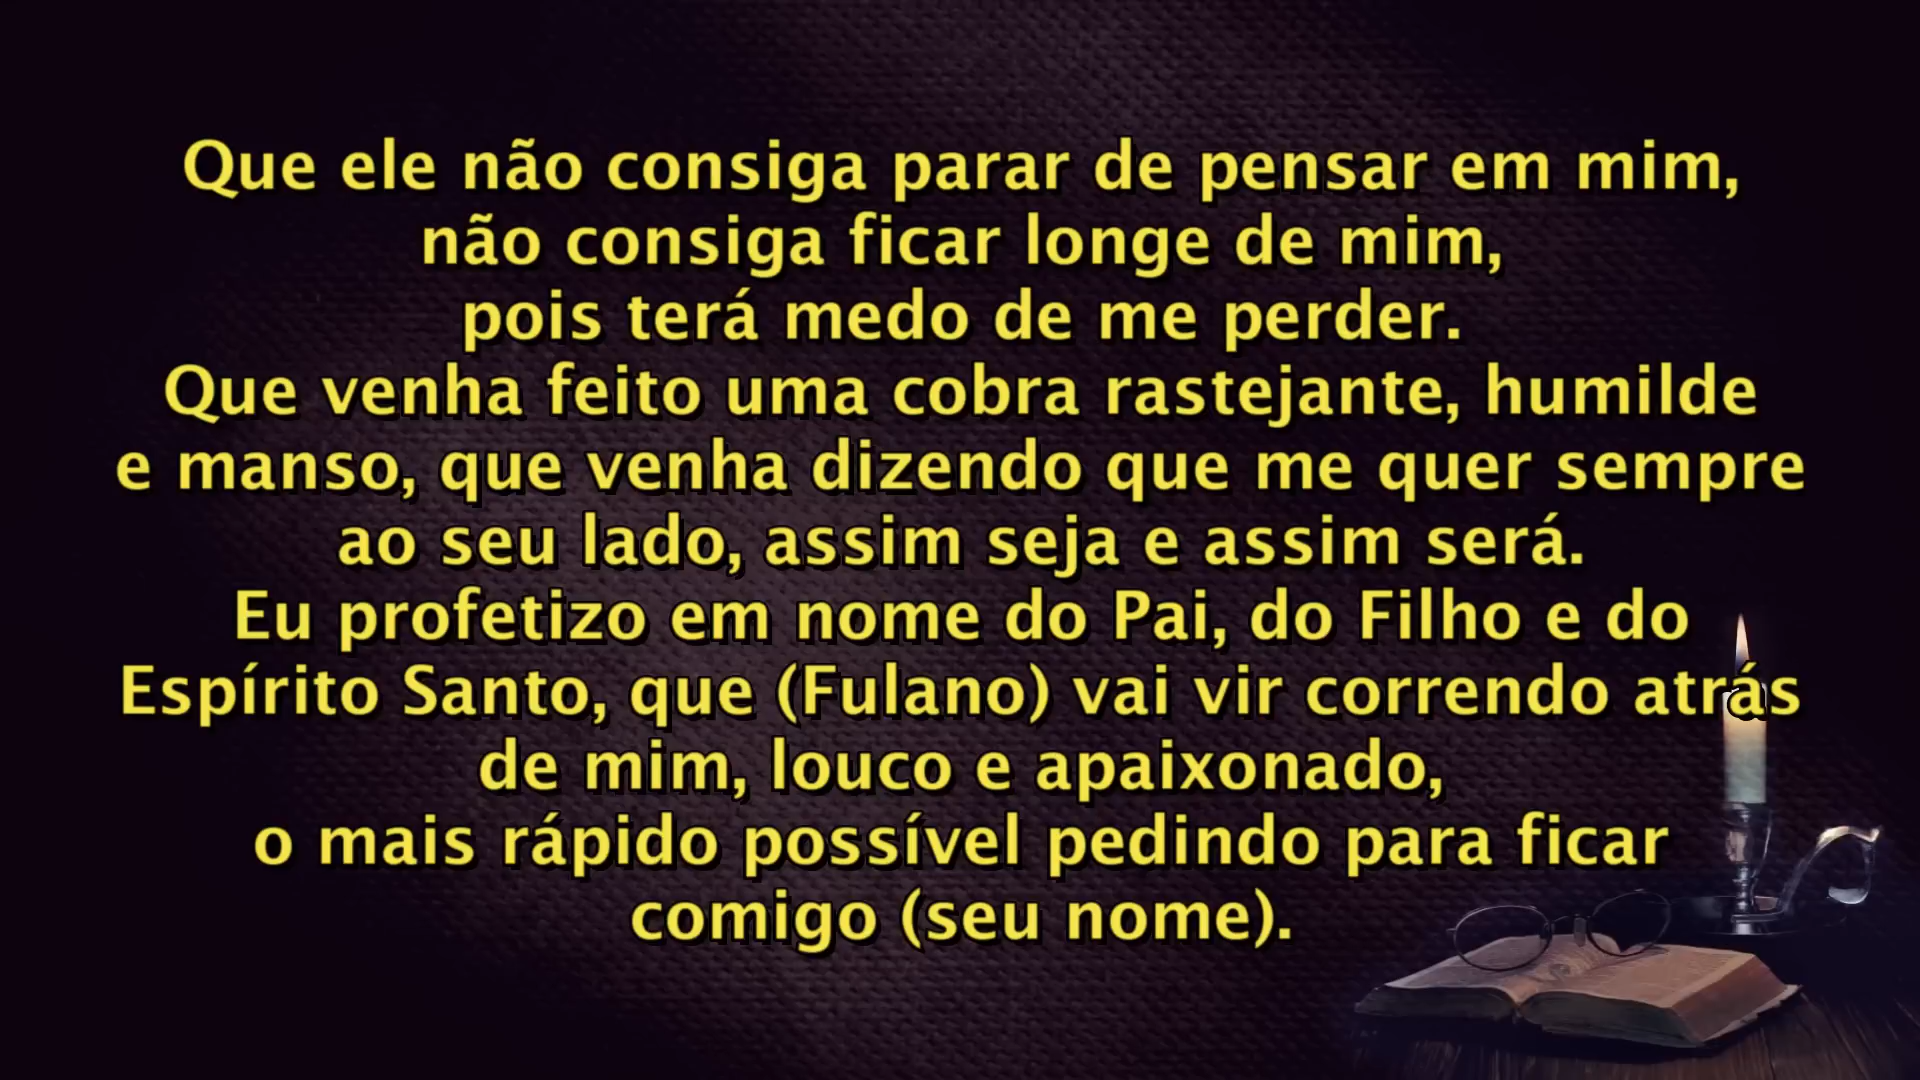 Que ele não consiga parar de pensar em mim,
não consiga ficar longe de mim,
pois terá medo de me perder.
Que venha feito uma cobra rastejante, humilde
e manso, que venha dizendo que me quer sempre
ao seu lado, assim seja e assim será.
Eu profetizo em nome do Pai, do Filho e do
Espírito Santo, que (Fulano) vai vir correndo atrás
de mim, louco e apaixonado,
o mais rápido possível pedindo para ficar
comigo (seu nome).